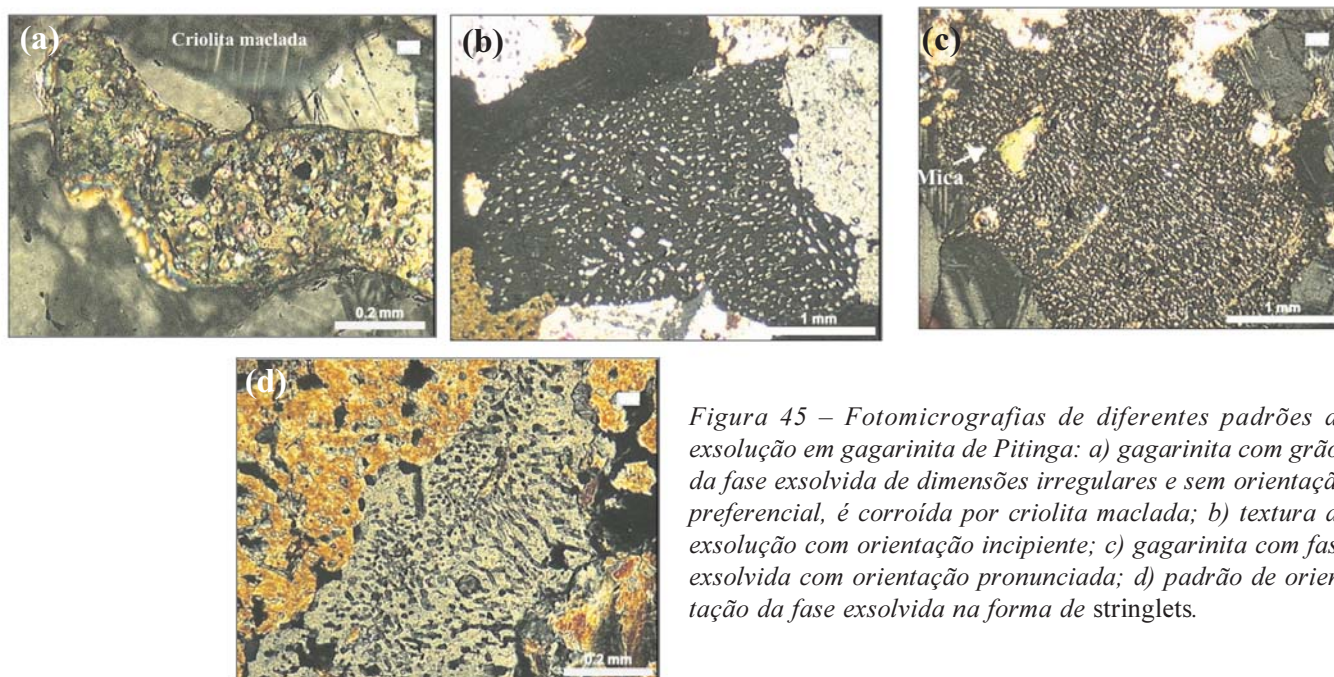 (a)
Criolita maclada
0.2 mm
(b)
1 mm
(c)
Mica
1 mm
(d)
0.2 mm
Figura 45 – Fotomicrografias de diferentes padrões d
exsolução em gagarinita de Pitinga: a) gagarinita com grão
da fase exsolvida de dimensões irregulares e sem orientaçã
preferencial, é corroída por criolita maclada; b) textura d
exsolução com orientação incipiente; c) gagarinita com fas
exsolvida com orientação pronunciada; d) padrão de orien
tação da fase exsolvida na forma de stringlets.